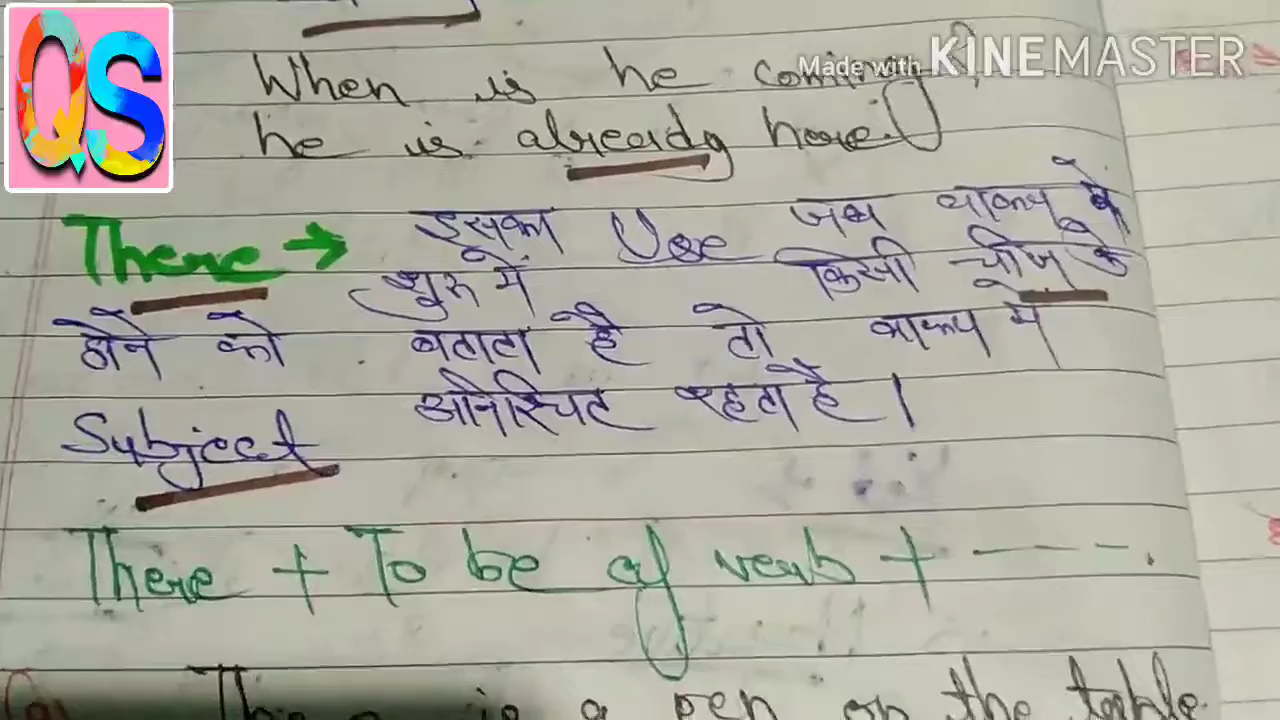 QS
Made with KINEMASTER
When is he coming?
he is already here.
There → इसका Use जब वाक्य के
शुरू में किसी चीज के
होने को बताता है तो वाक्य में
Subject अनिश्चित रहता है।
There + To be of verb + ----.
There is a pen on the table.